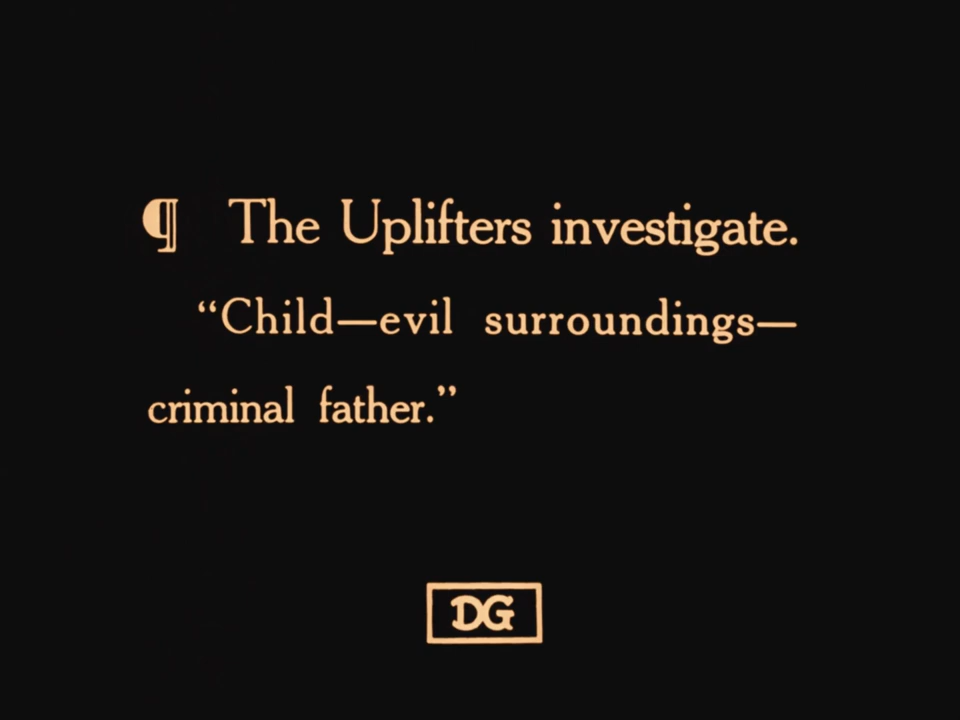 ¶ The Uplifters investigate.
“Child—evil surroundings—
criminal father.”
DG